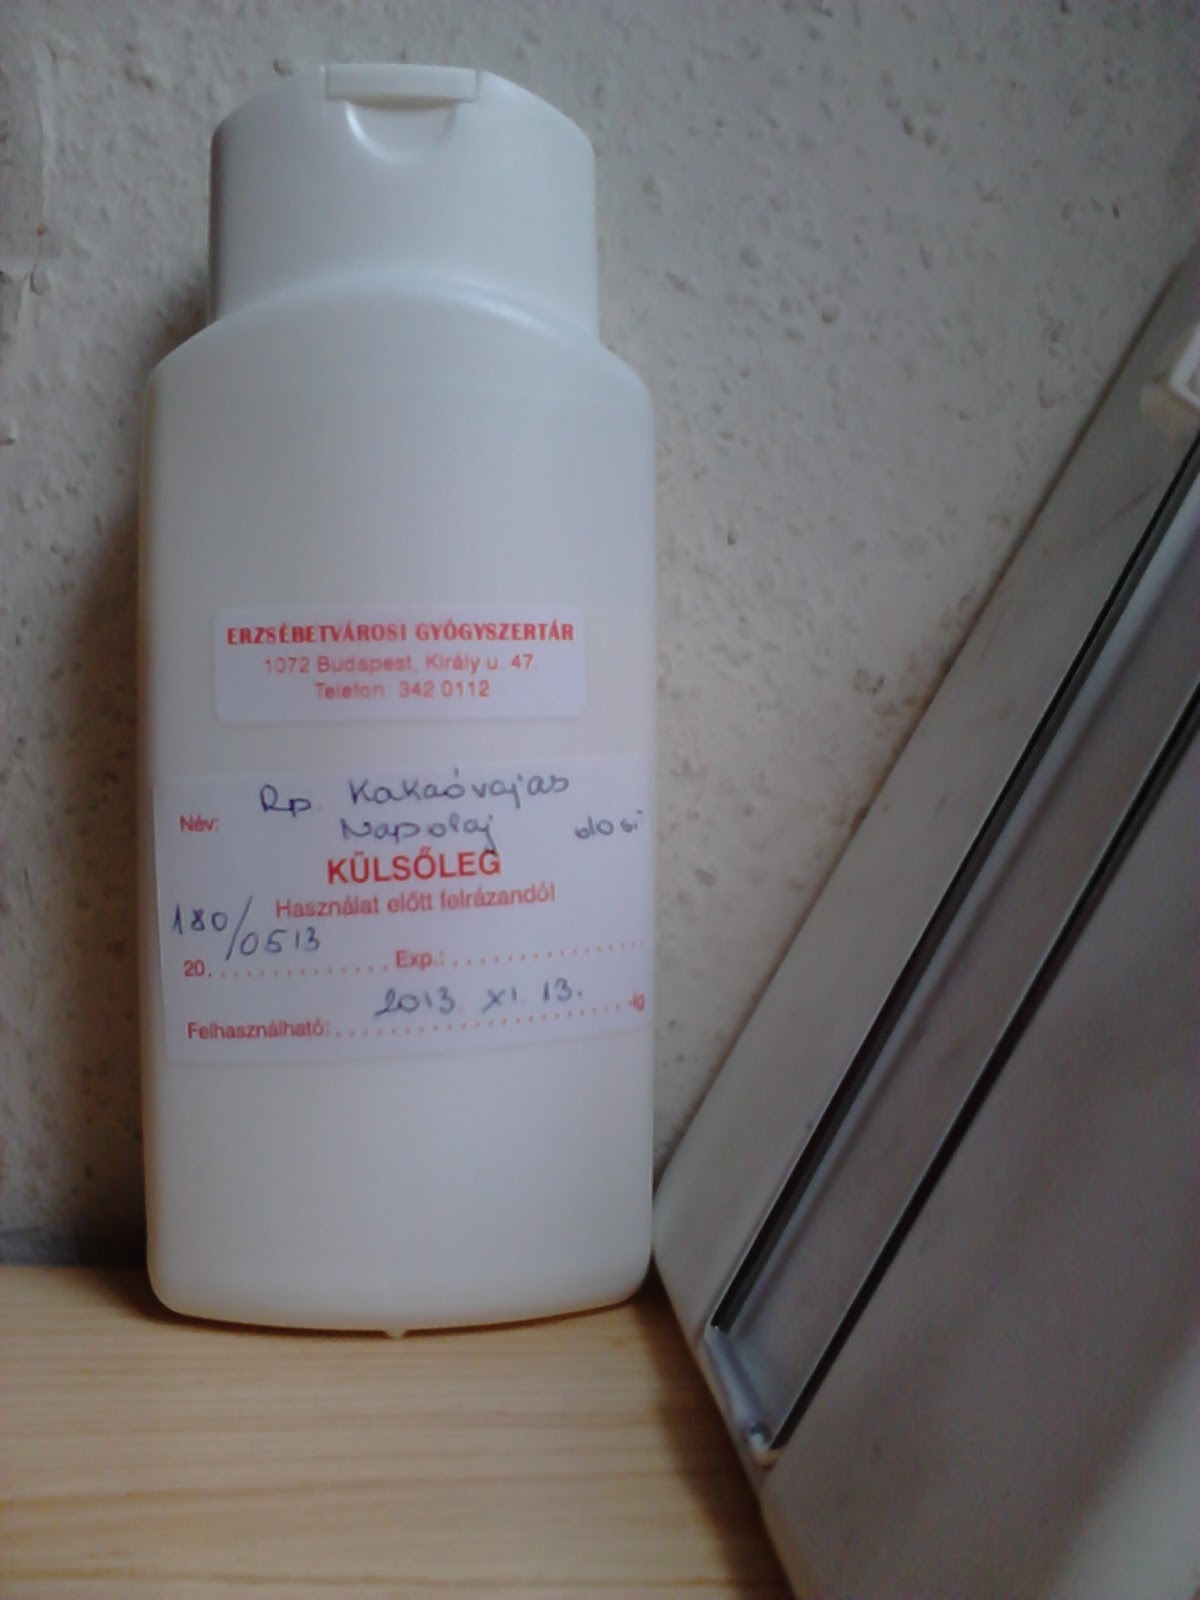 ERZSÉBETVÁROSI GYÓGYSZERTÁR
1072 Budapest, Király u. 47
Telefon: 342 0112
Rp. Kakaóvajas
Név: Napolaj
KÜLSŐLEG
Használat előtt felrázandó!
180/0513
20. Exp.:
2013. XI. 13.
Felhasználható: -ig